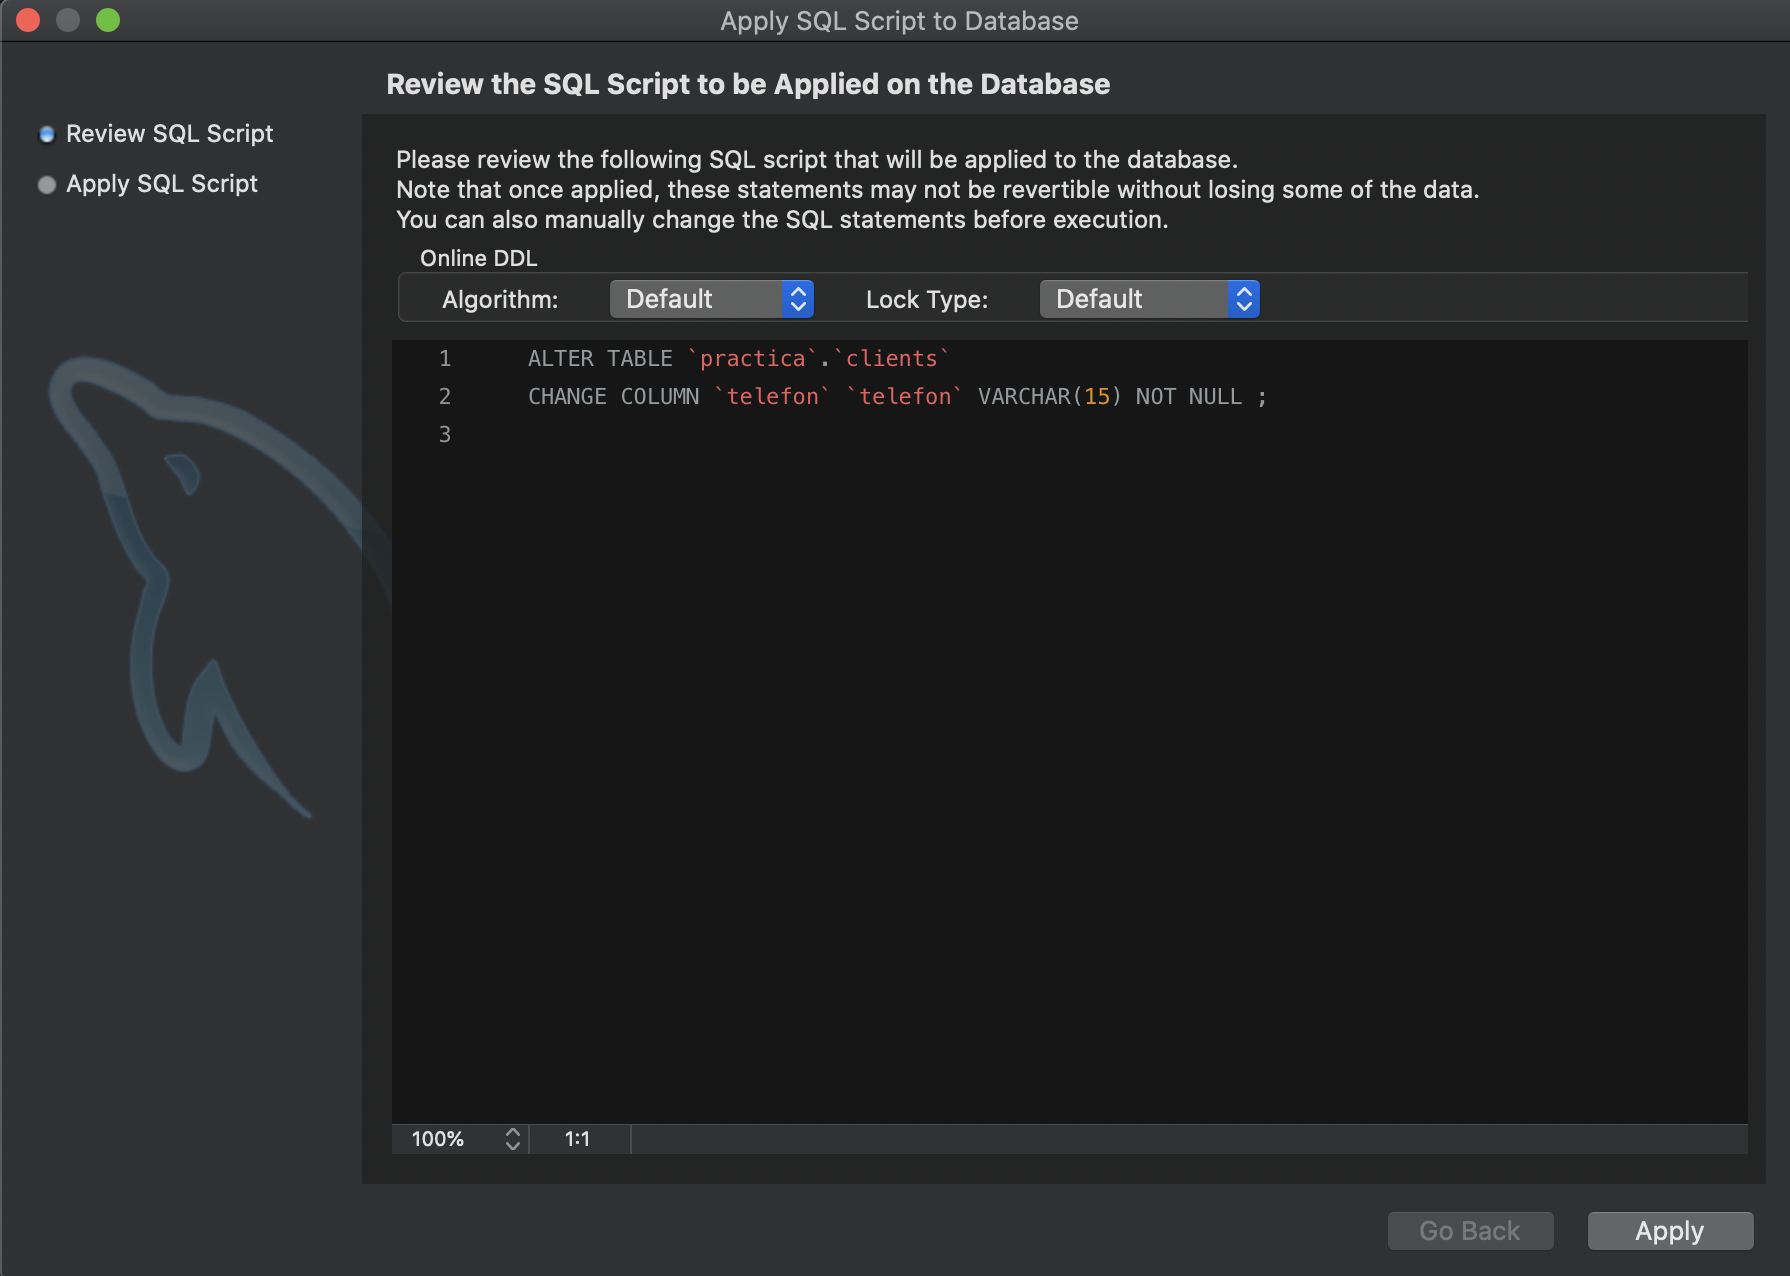 Apply SQL Script to Database
Review the SQL Script to be Applied on the Database
Review SQL Script
Apply SQL Script
Please review the following SQL script that will be applied to the database.
Note that once applied, these statements may not be revertible without losing some of the data.
You can also manually change the SQL statements before execution.
Online DDL
Algorithm: Default Lock Type: Default
1 ALTER TABLE `practica`.`clients`
2 CHANGE COLUMN `telefon` `telefon` VARCHAR(15) NOT NULL ;
3
100% 1:1
Go Back Apply